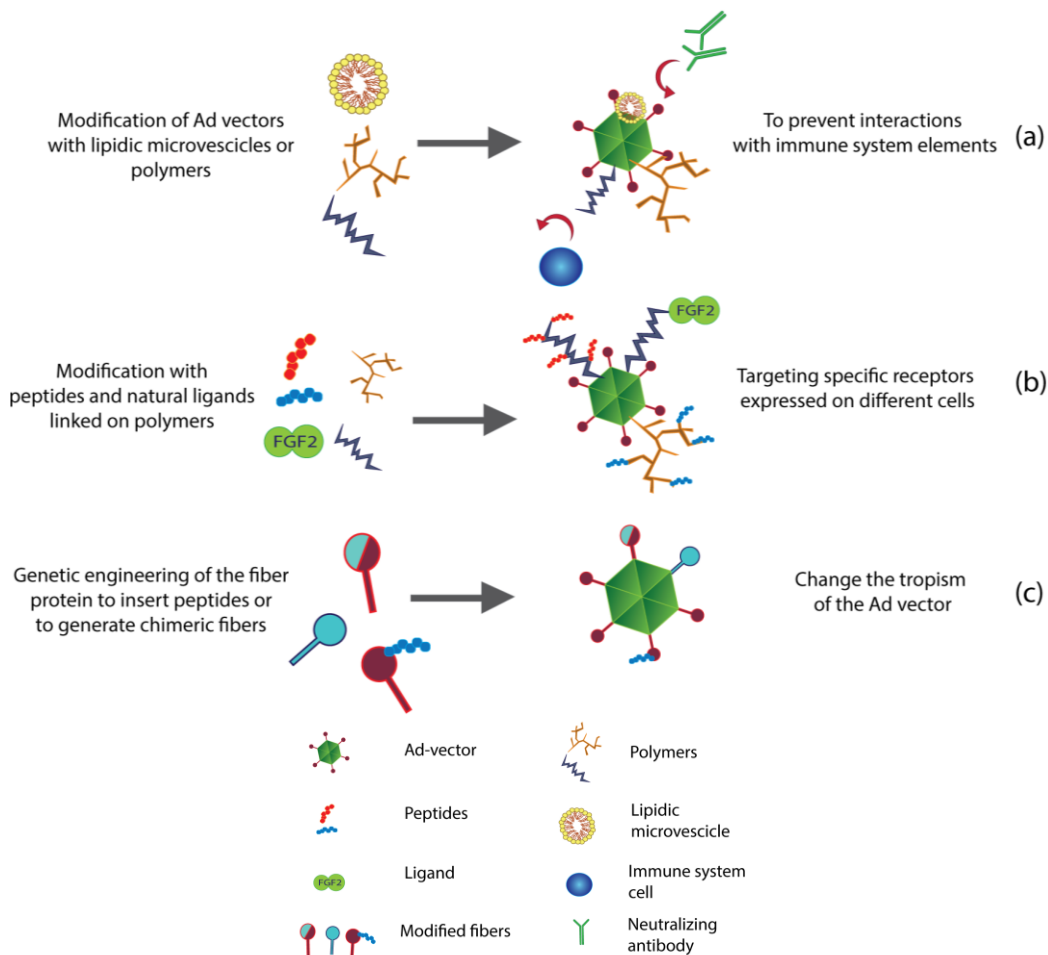 Modification of Ad vectors
with lipidic microvescicles or
polymers
To prevent interactions
with immune system elements
(a)
Modification with
peptides and natural ligands
linked on polymers
FGF2
FGF2
Targeting specific receptors
expressed on different cells
(b)
Genetic engineering of the fiber
protein to insert peptides or
to generate chimeric fibers
Change the tropism
of the Ad vector
(c)
Ad-vector
Polymers
Peptides
Lipidic
microvescicle
FGF2
Ligand
Immune system
cell
Modified fibers
Neutralizing
antibody